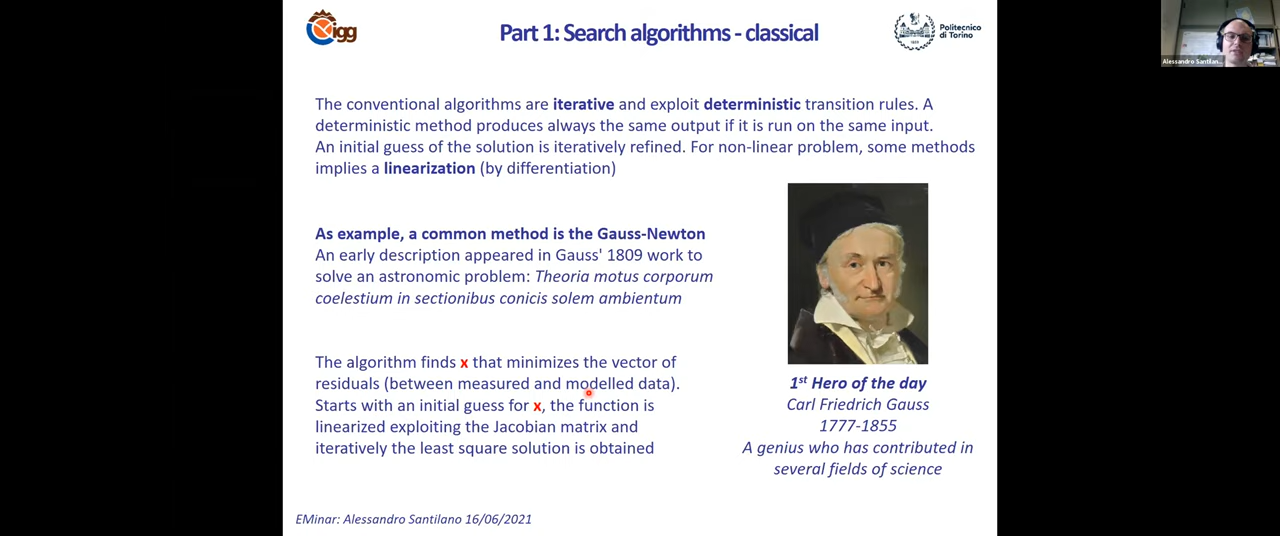 igg
Part 1: Search algorithms - classical
Politecnico
di Torino
Alessandro Santilan...
The conventional algorithms are iterative and exploit deterministic transition rules. A
deterministic method produces always the same output if it is run on the same input.
An initial guess of the solution is iteratively refined. For non-linear problem, some methods
implies a linearization (by differentiation)
As example, a common method is the Gauss-Newton
An early description appeared in Gauss' 1809 work to
solve an astronomic problem: Theoria motus corporum
coelestium in sectionibus conicis solem ambientum
The algorithm finds x that minimizes the vector of
residuals (between measured and modelled data).
Starts with an initial guess for x, the function is
linearized exploiting the Jacobian matrix and
iteratively the least square solution is obtained
1st Hero of the day
Carl Friedrich Gauss
1777-1855
A genius who has contributed in
several fields of science
EMinar: Alessandro Santilano 16/06/2021